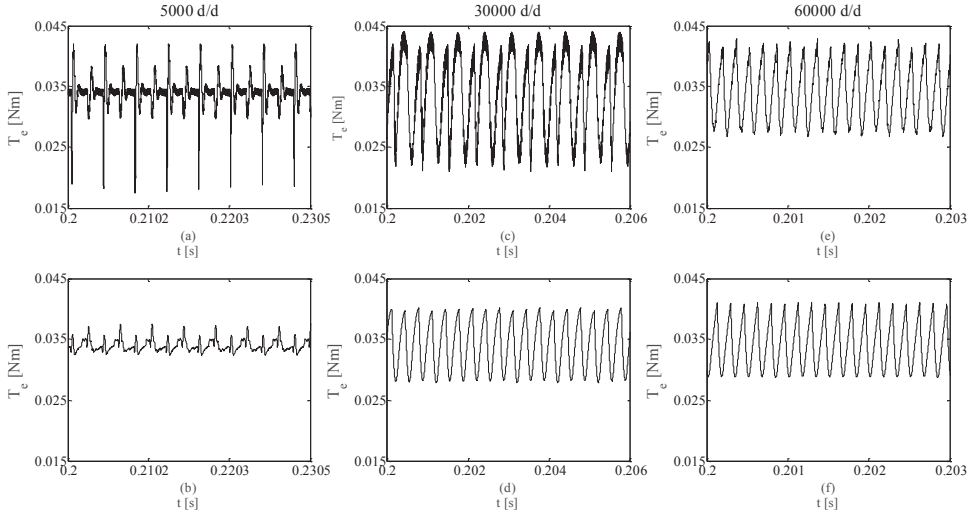 5000 d/d
30000 d/d
60000 d/d
0.045
0.035
0.025
0.015
T_e [Nm]
0.2
0.2102
0.2203
0.2305
(a)
t [s]
0.045
0.035
0.025
0.015
T_e [Nm]
0.2
0.202
0.204
0.206
(c)
t [s]
0.045
0.035
0.025
0.015
T_e [Nm]
0.2
0.201
0.202
0.203
(e)
t [s]
0.045
0.035
0.025
0.015
T_e [Nm]
0.2
0.2102
0.2203
0.2305
(b)
t [s]
0.045
0.035
0.025
0.015
T_e [Nm]
0.2
0.202
0.204
0.206
(d)
t [s]
0.045
0.035
0.025
0.015
T_e [Nm]
0.2
0.201
0.202
0.203
(f)
t [s]